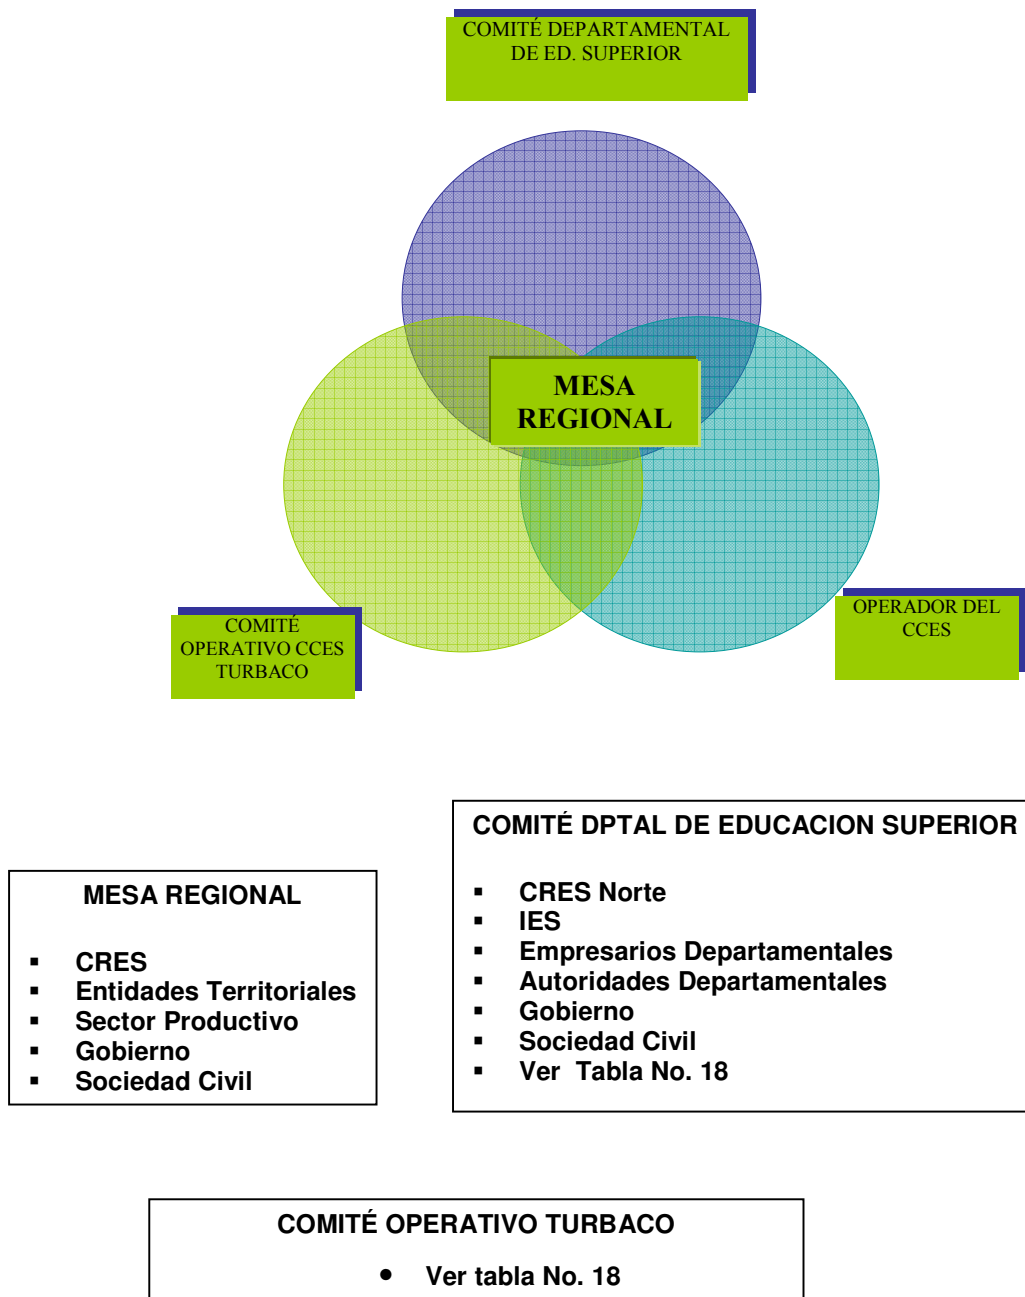 COMITÉ DEPARTAMENTAL
DE ED. SUPERIOR
MESA
REGIONAL
COMITÉ
OPERATIVO CCES
TURBACO
OPERADOR DEL
CCES
COMITÉ DPTAL DE EDUCACION SUPERIOR
▪ CRES Norte
▪ IES
▪ Empresarios Departamentales
▪ Autoridades Departamentales
▪ Gobierno
▪ Sociedad Civil
▪ Ver Tabla No. 18
MESA REGIONAL
▪ CRES
▪ Entidades Territoriales
▪ Sector Productivo
▪ Gobierno
▪ Sociedad Civil
COMITÉ OPERATIVO TURBACO
• Ver tabla No. 18